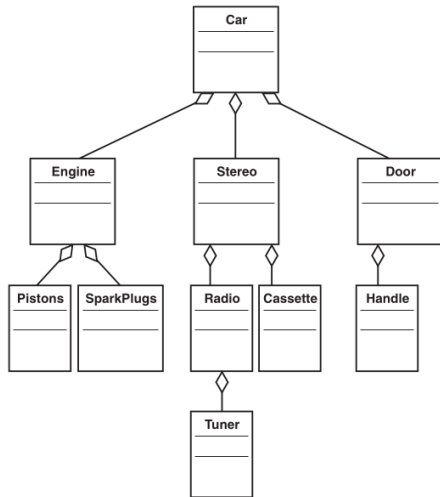 Car
Engine
Stereo
Door
Pistons
SparkPlugs
Radio
Cassette
Handle
Tuner